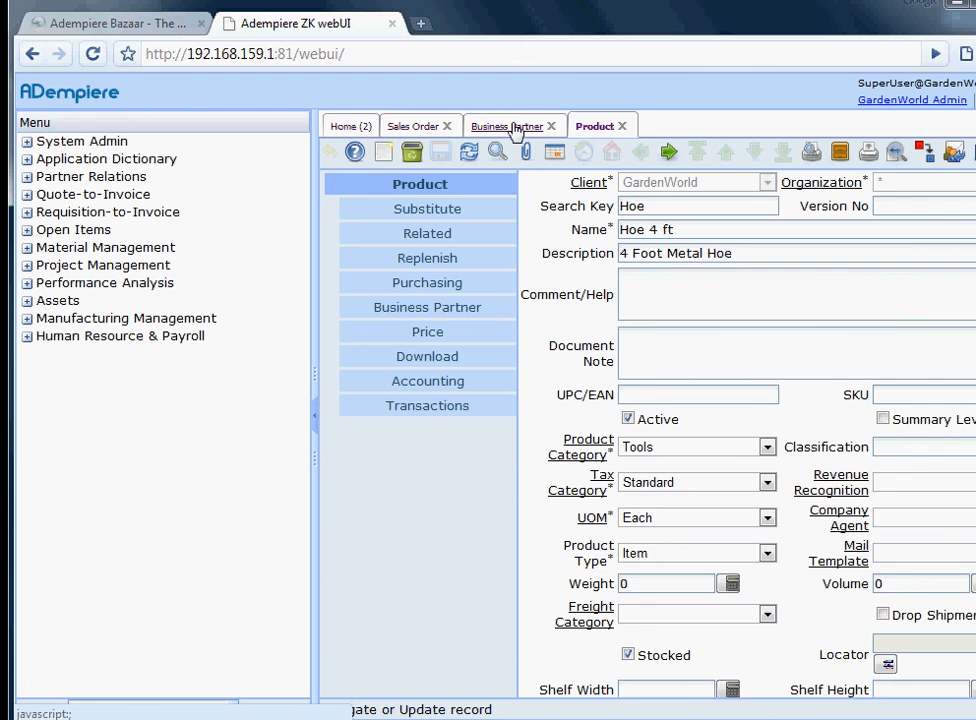 Google
Adempiere Bazaar - The ...
Adempiere ZK webUI
http://192.168.159.1:81/webui/
ADempiere
SuperUser@GardenWo
GardenWorld Admin
Menu
System Admin
Application Dictionary
Partner Relations
Quote-to-Invoice
Requisition-to-Invoice
Open Items
Material Management
Project Management
Performance Analysis
Assets
Manufacturing Management
Human Resource & Payroll
Home (2)
Sales Order
Business Partner
Product
Product
Substitute
Related
Replenish
Purchasing
Business Partner
Price
Download
Accounting
Transactions
Client* GardenWorld Organization* *
Search Key Hoe Version No
Name* Hoe 4 ft
Description 4 Foot Metal Hoe
Comment/Help
Document
Note
UPC/EAN SKU
Active Summary Lev
Product
Category* Tools Classification
Tax
Category* Standard Revenue
Recognition
UOM* Each Company
Agent
Product
Type* Item Mail
Template
Weight 0 Volume 0
Freight
Category Drop Shipmen
Stocked Locator
Shelf Width Shelf Height
javascript:;
gate or Update record